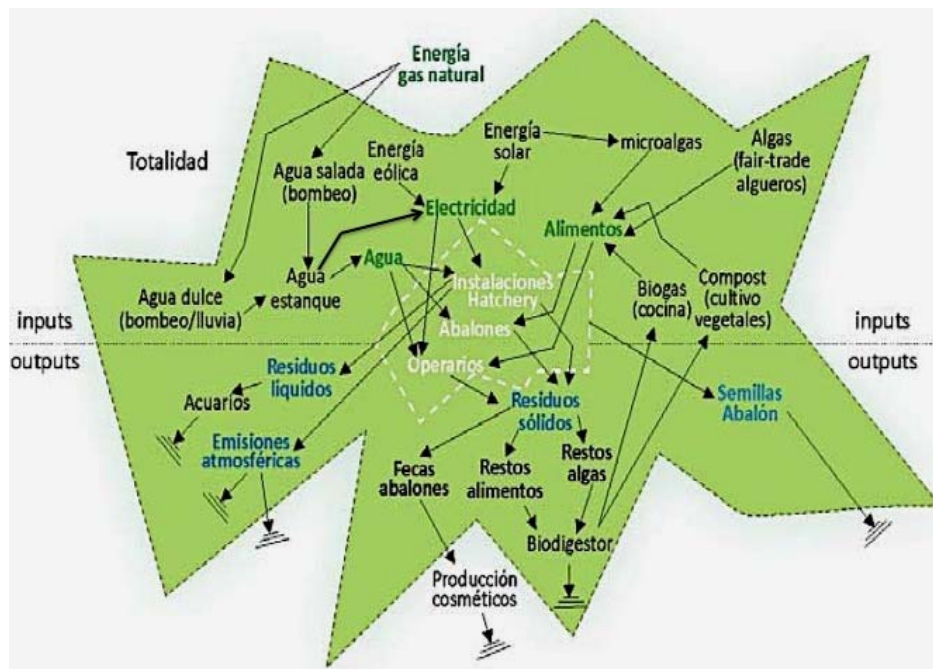 Energía
gas natural
Totalidad
Agua salada
(bombeo)
Energía
eólica
Energía
solar
microalgas
Algas
(fair-trade
algueros)
Electricidad
Alimentos
Agua
Agua
estanque
Agua dulce
(bombeo/lluvia)
Instalaciones
Hatchery
Abalones
Operarios
Biogas
(cocina)
Compost
(cultivo
vegetales)
inputs
outputs
inputs
outputs
Residuos
líquidos
Acuarios
Emisiones
atmosféricas
Residuos
sólidos
Semillas
Abalón
Fecas
abalones
Restos
alimentos
Restos
algas
Biodigestor
Producción
cosméticos